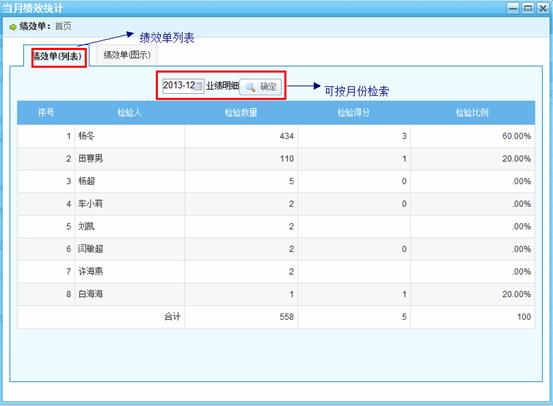 当月绩效统计
绩效单：首页
绩效单列表
绩效单(列表) 绩效单(图示)
2013-12 业绩明细 确定
可按月份检索
序号 检验人 检验数量 检验得分 检验比例
1 杨冬 434 3 60.00%
2 田赛男 110 1 20.00%
3 杨超 5 0 .00%
4 车小莉 2 0 .00%
5 刘凯 2 .00%
6 闫敏超 2 0 .00%
7 许海燕 2 .00%
8 白海海 1 1 20.00%
合计 558 5 100